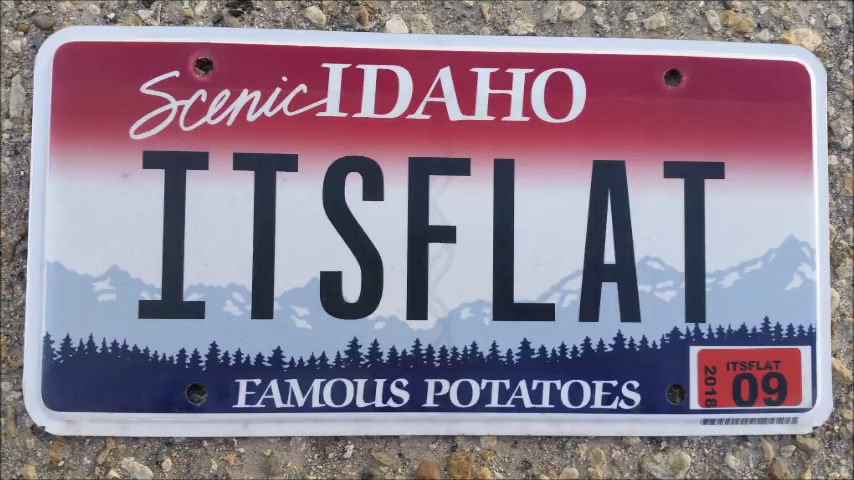 Scenic IDAHO
ITSFLAT
FAMOUS POTATOES
ITSFLAT
2018 09